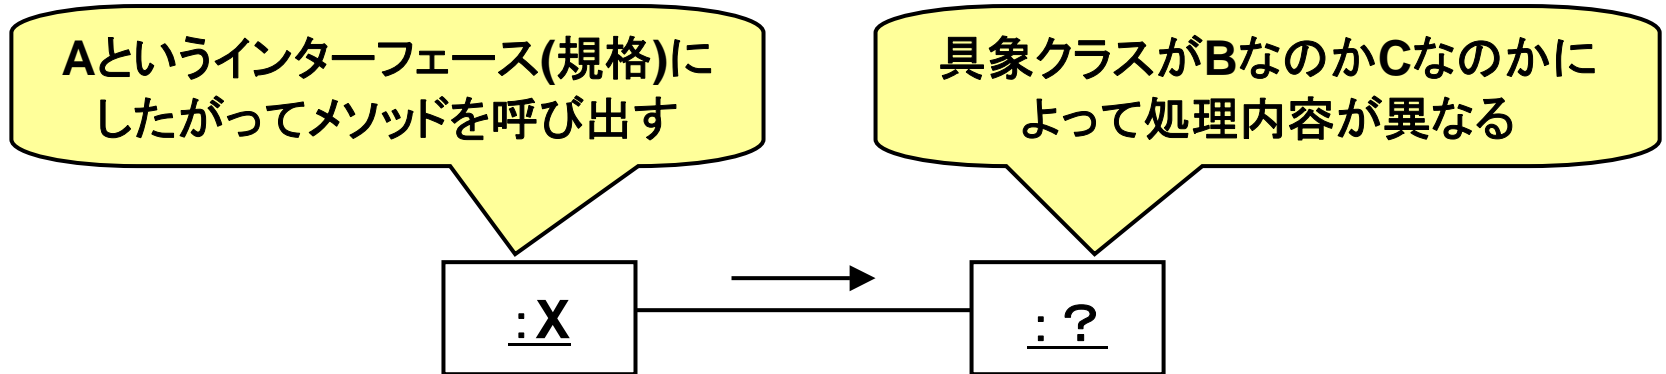 Aというインターフェース(規格)に
したがってメソッドを呼び出す
具象クラスがBなのかCなのかに
よって処理内容が異なる
:X
:？